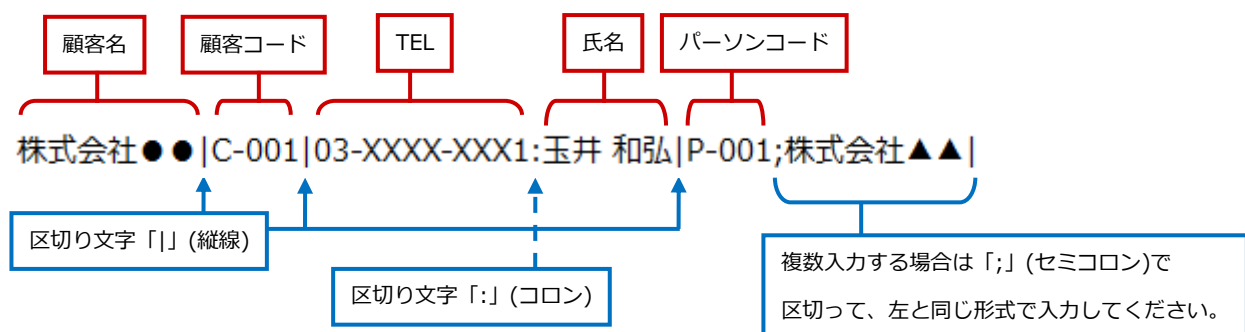 顧客名 顧客コード TEL 氏名 パーソンコード
株式会社●●|C-001|03-XXXX-XXX1:玉井 和弘|P-001;株式会社▲▲|
区切り文字「|」(縦線)
区切り文字「:」(コロン)
複数入力する場合は「;」(セミコロン)で
区切って、左と同じ形式で入力してください。